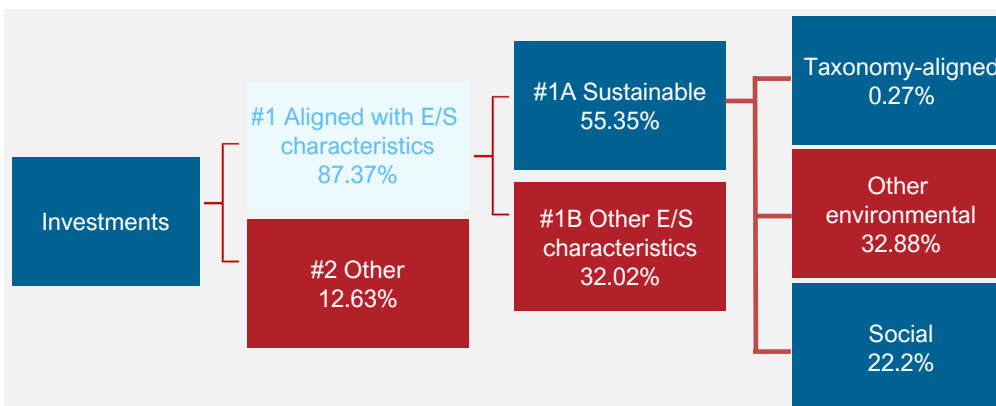 Investments
#1 Aligned with E/S
characteristics
87.37%
#2 Other
12.63%
#1A Sustainable
55.35%
#1B Other E/S
characteristics
32.02%
Taxonomy-aligned
0.27%
Other
environmental
32.88%
Social
22.2%